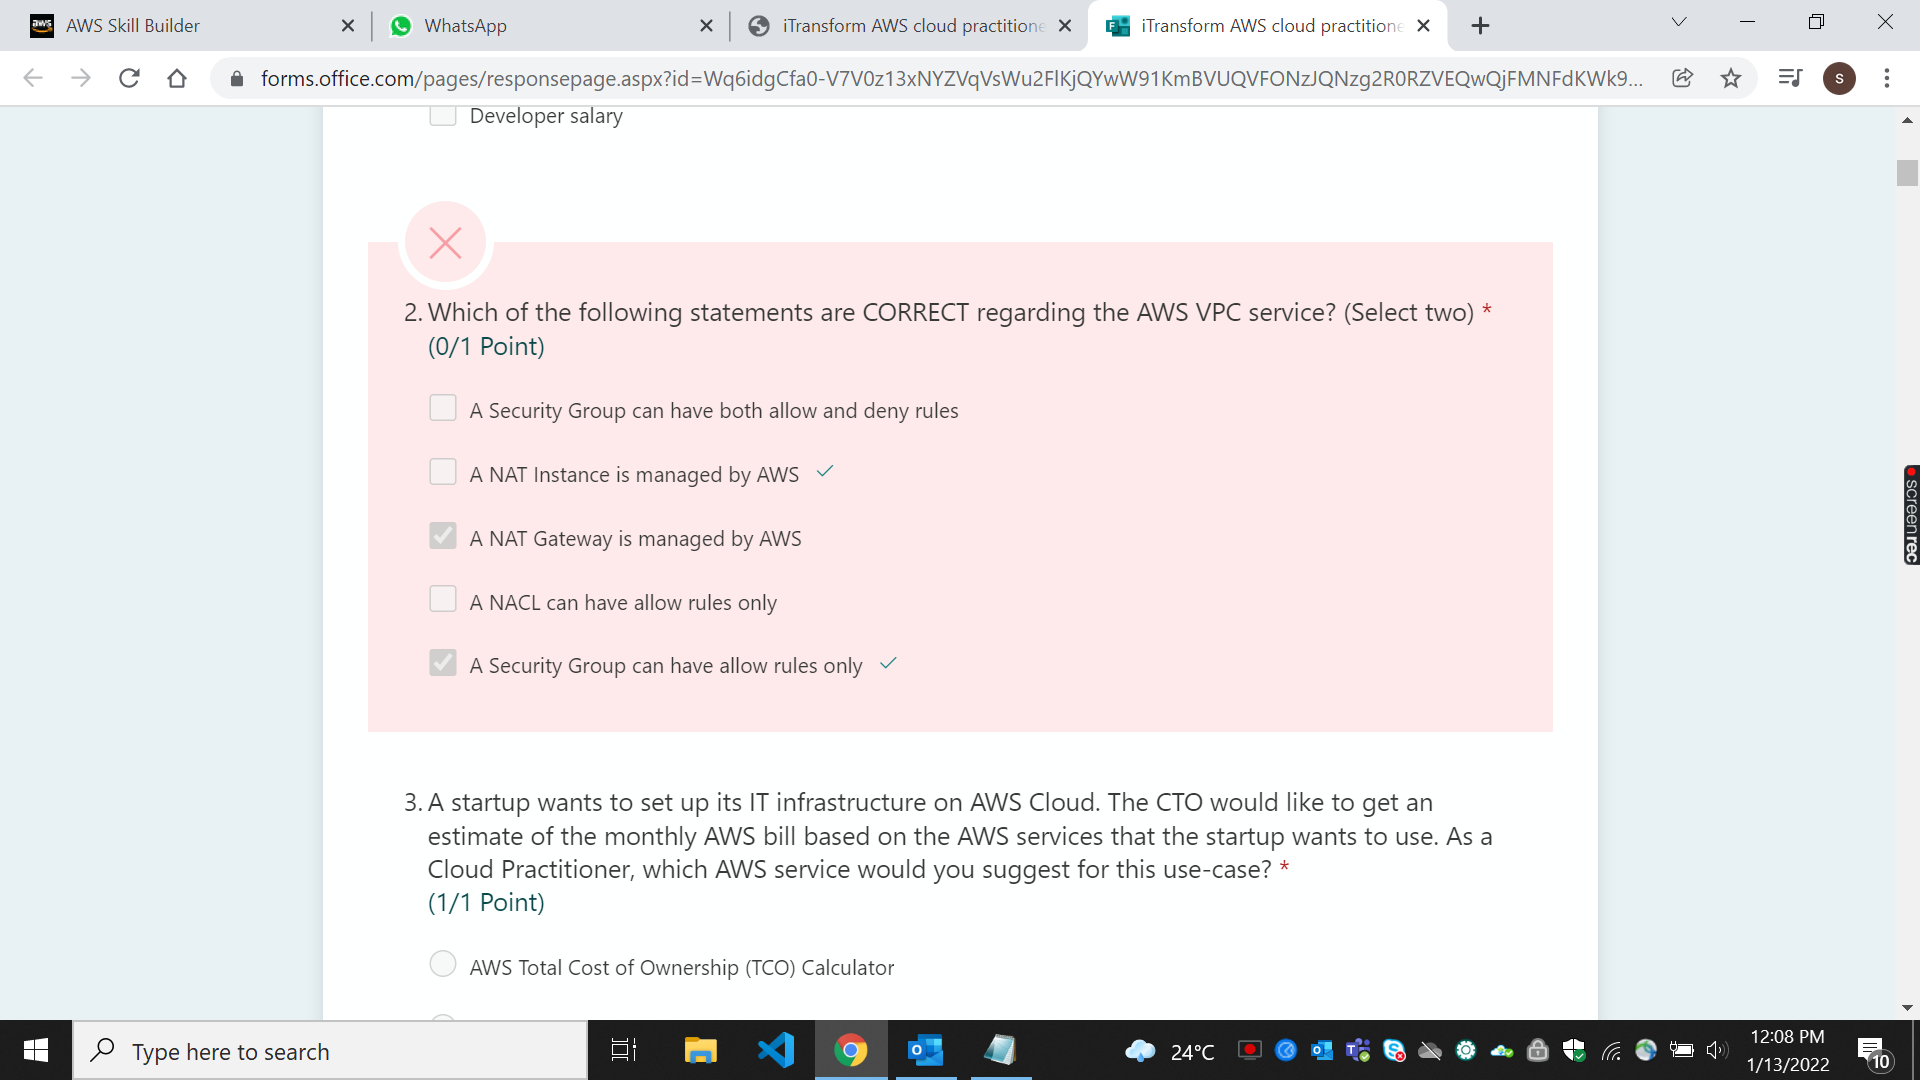 AWS Skill Builder
WhatsApp
iTransform AWS cloud practitione
iTransform AWS cloud practitione
forms.office.com/pages/responsepage.aspx?id=Wq6idgCfa0-V7V0z13xNYZVqVsWu2FlKjQYwW91KmBVUQVFONzJQNzg2R0RZVEQwQjFMNFdKWk9...
S
Developer salary
2. Which of the following statements are CORRECT regarding the AWS VPC service? (Select two) *
(0/1 Point)
A Security Group can have both allow and deny rules
A NAT Instance is managed by AWS
A NAT Gateway is managed by AWS
A NACL can have allow rules only
A Security Group can have allow rules only
3. A startup wants to set up its IT infrastructure on AWS Cloud. The CTO would like to get an
estimate of the monthly AWS bill based on the AWS services that the startup wants to use. As a
Cloud Practitioner, which AWS service would you suggest for this use-case? *
(1/1 Point)
AWS Total Cost of Ownership (TCO) Calculator
screenrec
Type here to search
24°C
12:08 PM
1/13/2022
10